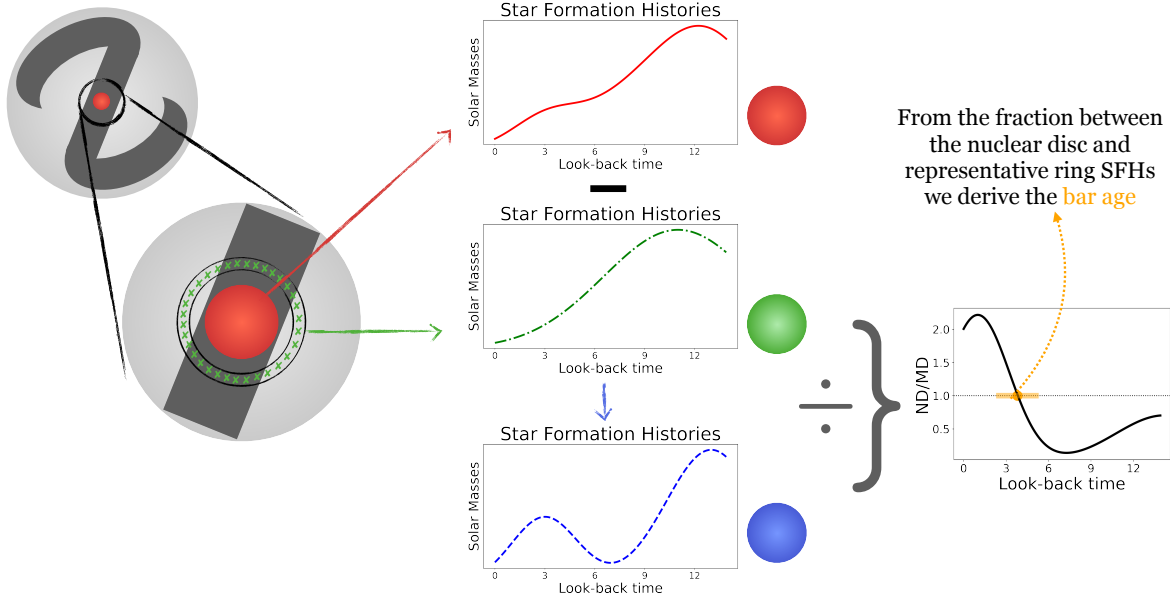 Star Formation Histories
Solar Masses
0 3 6 9 12
Look-back time
Star Formation Histories
Solar Masses
0 3 6 9 12
Look-back time
Star Formation Histories
Solar Masses
0 3 6 9 12
Look-back time
From the fraction between
the nuclear disc and
representative ring SFHs
we derive the bar age
ND/MD
2.0
1.5
1.0
0.5
0 3 6 9 12
Look-back time